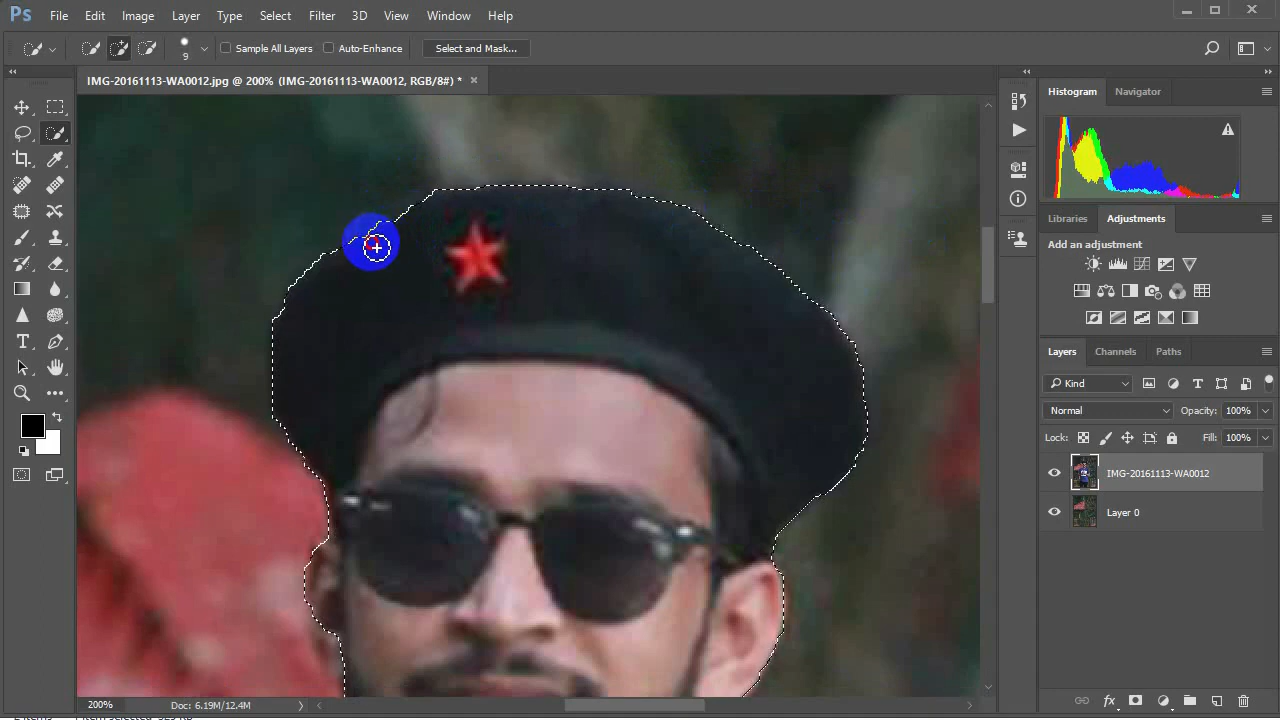 Ps File Edit Image Layer Type Select Filter 3D View Window Help
9 Sample All Layers Auto-Enhance Select and Mask...
IMG-20161113-WA0012.jpg @ 200% (IMG-20161113-WA0012, RGB/8#) * ×
Histogram Navigator
Libraries Adjustments
Add an adjustment
Layers Channels Paths
Kind
Normal Opacity: 100%
Lock: Fill: 100%
IMG-20161113-WA0012
Layer 0
200% Doc: 6.19M/12.4M